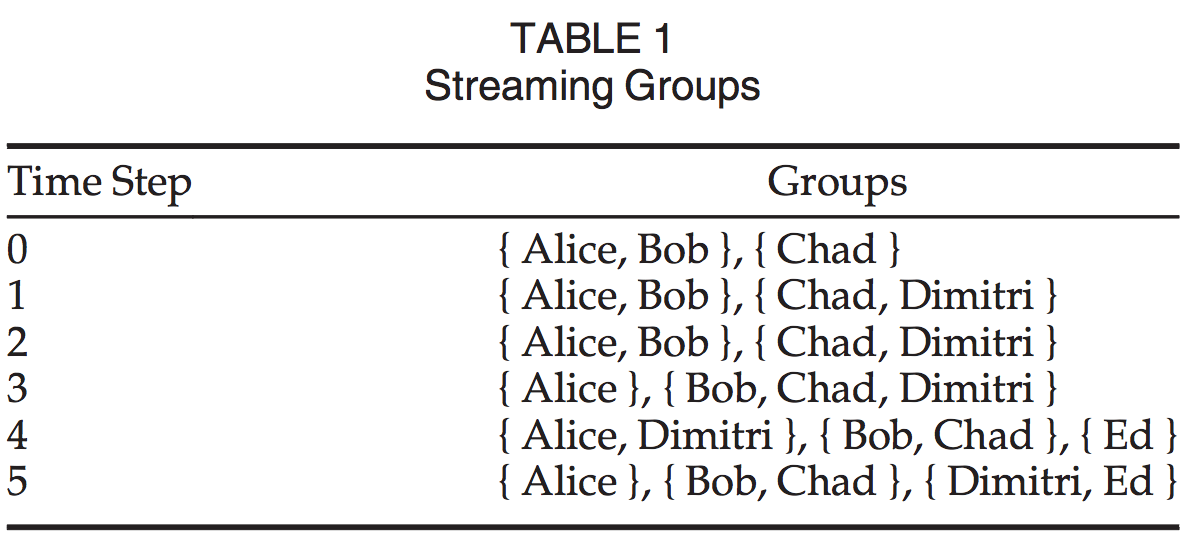 TABLE 1
Streaming Groups
Time Step Groups
0 { Alice, Bob }, { Chad }
1 { Alice, Bob }, { Chad, Dimitri }
2 { Alice, Bob }, { Chad, Dimitri }
3 { Alice }, { Bob, Chad, Dimitri }
4 { Alice, Dimitri }, { Bob, Chad }, { Ed }
5 { Alice }, { Bob, Chad }, { Dimitri, Ed }